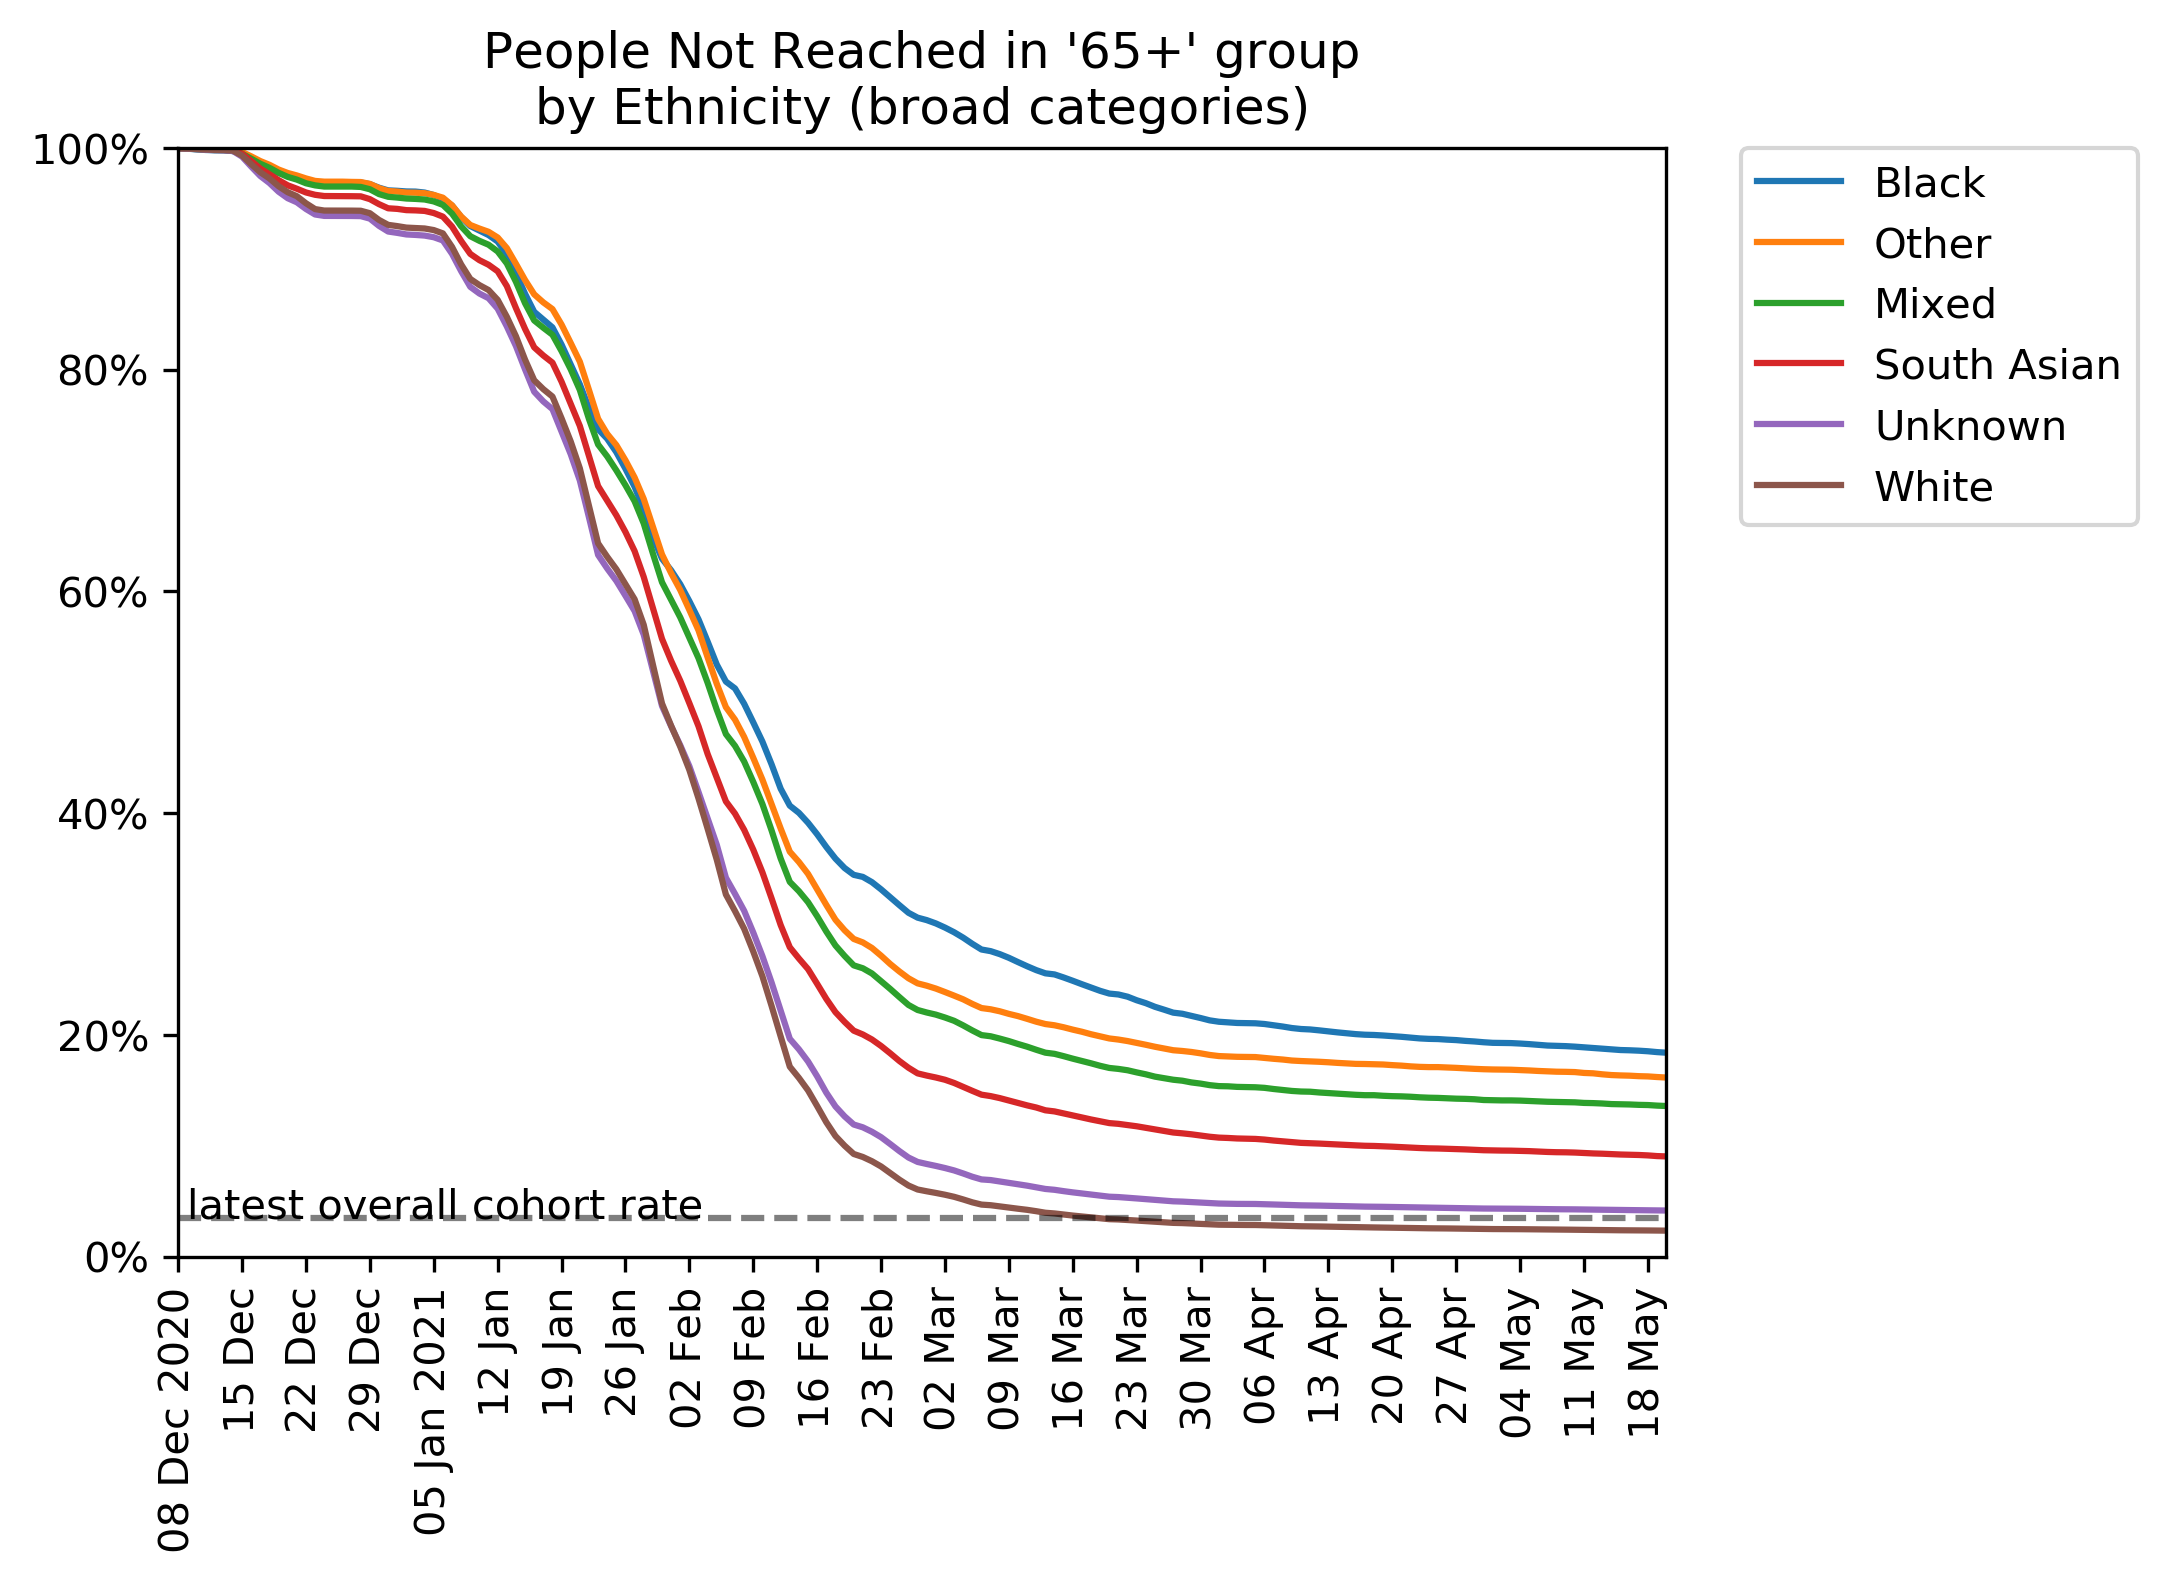 People Not Reached in '65+' group
by Ethnicity (broad categories)
100%
80%
60%
40%
20%
0%
latest overall cohort rate
08 Dec 2020
15 Dec
22 Dec
29 Dec
05 Jan 2021
12 Jan
19 Jan
26 Jan
02 Feb
09 Feb
16 Feb
23 Feb
02 Mar
09 Mar
16 Mar
23 Mar
30 Mar
06 Apr
13 Apr
20 Apr
27 Apr
04 May
11 May
18 May
Black
Other
Mixed
South Asian
Unknown
White